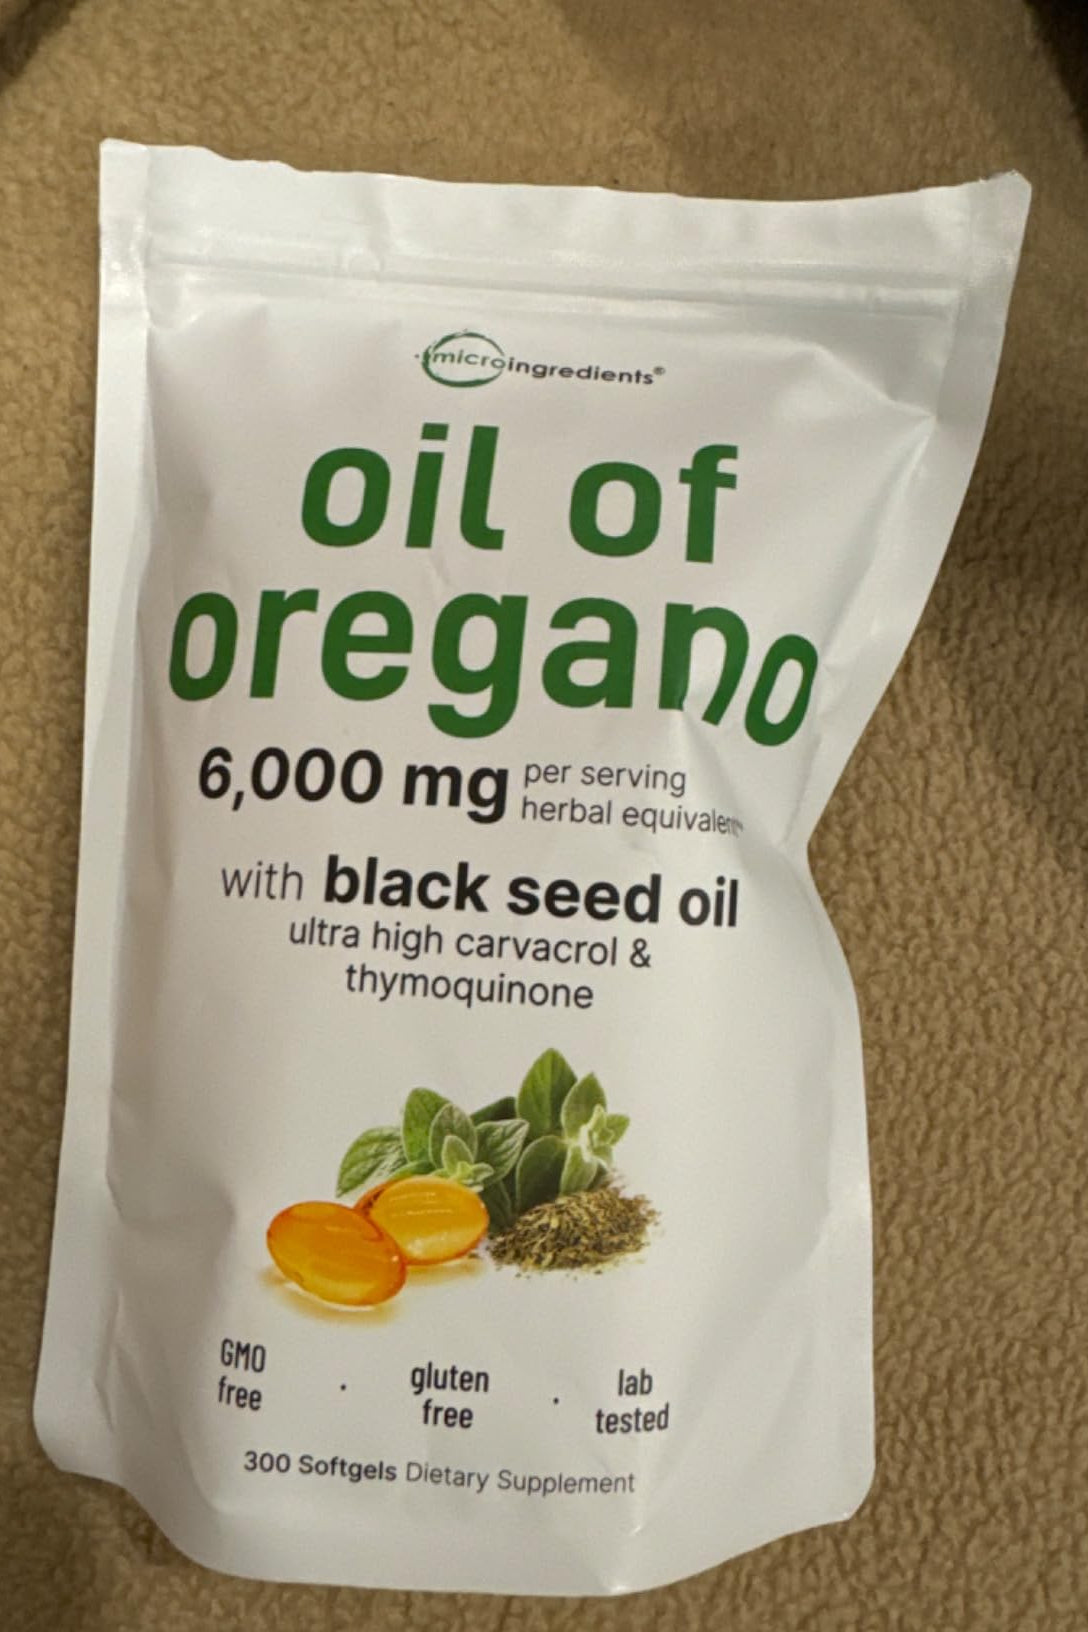 microingredients®
oil of
oregano
6,000 mg per serving
herbal equivalent
with black seed oil
ultra high carvacrol &
thymoquinone
GMO
free
·
gluten
free
·
lab
tested
300 Softgels Dietary Supplement